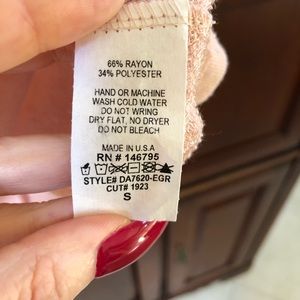 66% RAYON
34% POLYESTER
HAND OR MACHINE
WASH COLD WATER
DO NOT WRING
DRY FLAT, NO DRYER
DO NOT BLEACH
MADE IN U.S.A
RN # 146795
STYLE# DA7620-EGR
CUT# 1923
S